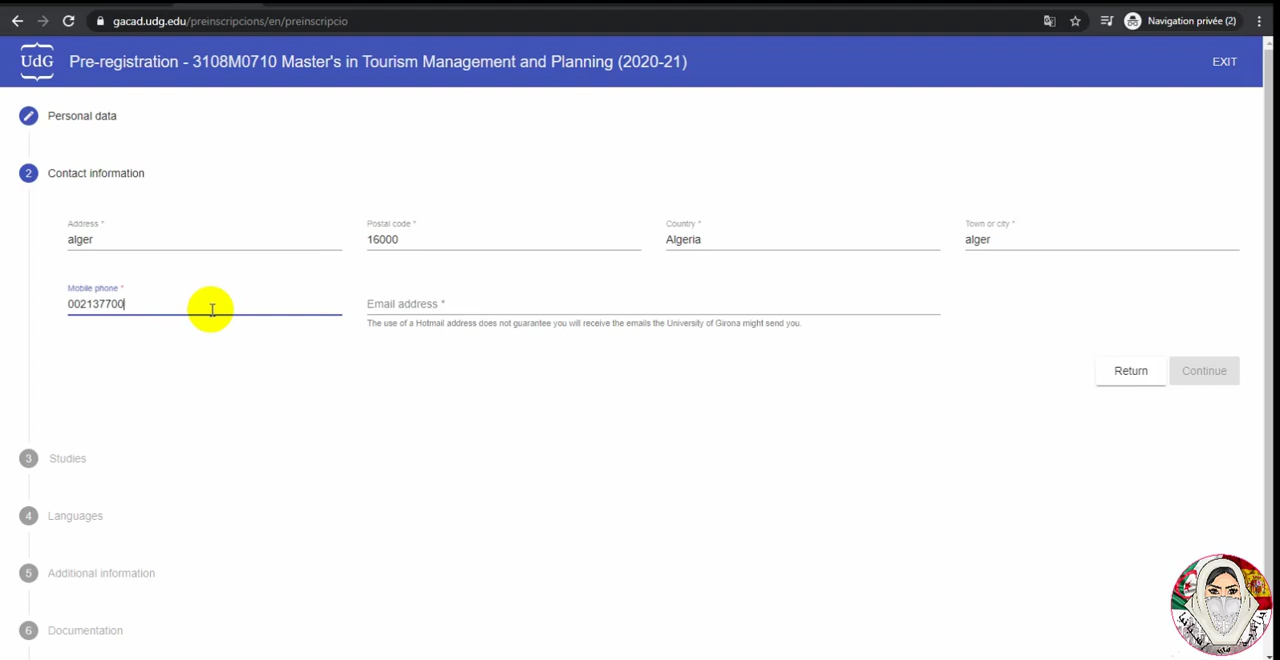 gacad.udg.edu/preinscripcions/en/preinscripcio
Navigation privée (2)
UdG
Pre-registration - 3108M0710 Master's in Tourism Management and Planning (2020-21)
EXIT
Personal data
2 Contact information
Address * Postal code * Country * Town or city *
alger 16000 Algeria alger
Mobile phone *
002137700 Email address *
The use of a Hotmail address does not guarantee you will receive the emails the University of Girona might send you.
Return Continue
3 Studies
4 Languages
5 Additional information
6 Documentation